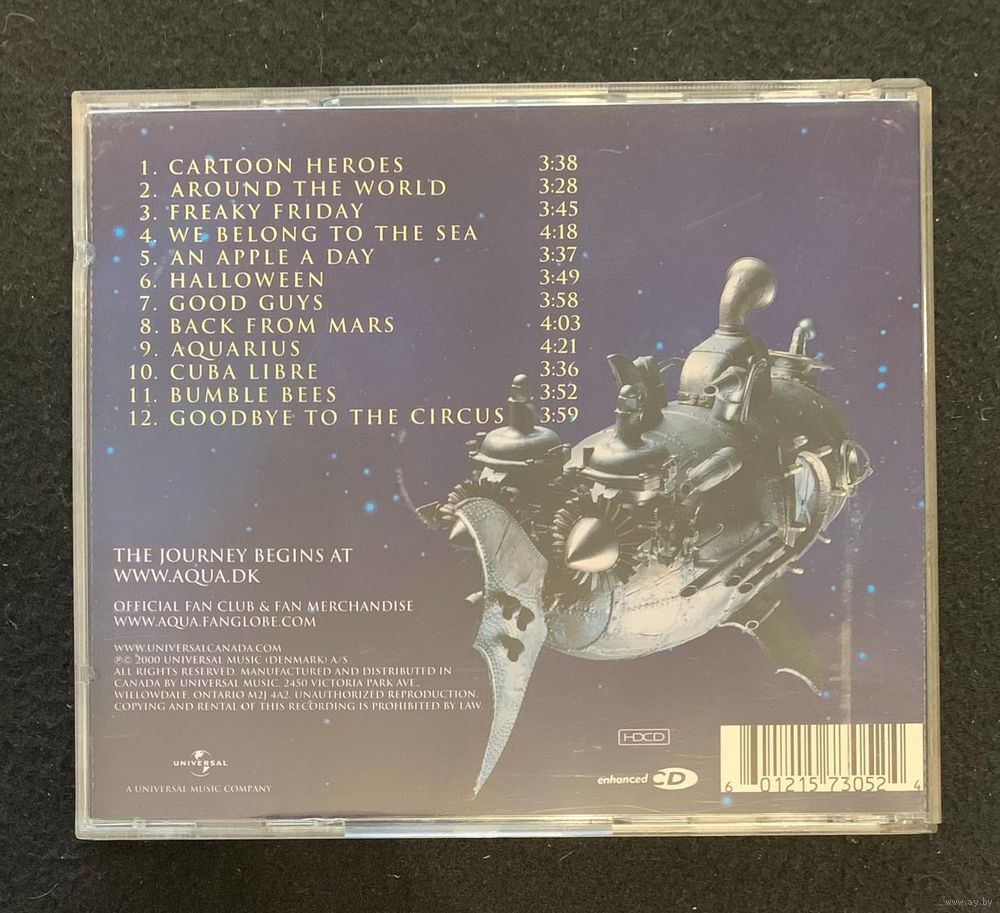 1. CARTOON HEROES 3:38
2. AROUND THE WORLD 3:28
3. FREAKY FRIDAY 3:45
4. WE BELONG TO THE SEA 4:18
5. AN APPLE A DAY 3:37
6. HALLOWEEN 3:49
7. GOOD GUYS 3:58
8. BACK FROM MARS 4:03
9. AQUARIUS 4:21
10. CUBA LIBRE 3:36
11. BUMBLE BEES 3:52
12. GOODBYE TO THE CIRCUS 3:59
THE JOURNEY BEGINS AT
WWW.AQUA.DK
OFFICIAL FAN CLUB & FAN MERCHANDISE
WWW.AQUA.FANGLOBE.COM
WWW.UNIVERSALCANADA.COM
℗© 2000 UNIVERSAL MUSIC (DENMARK) A/S
ALL RIGHTS RESERVED. MANUFACTURED AND DISTRIBUTED IN
CANADA BY UNIVERSAL MUSIC, 2450 VICTORIA PARK AVE.,
WILLOWDALE, ONTARIO M2J 4A2. UNAUTHORIZED REPRODUCTION,
COPYING AND RENTAL OF THIS RECORDING IS PROHIBITED BY LAW.
UNIVERSAL
A UNIVERSAL MUSIC COMPANY
HDCD
enhanced CD
6 01215 73052 4
www.ay.by